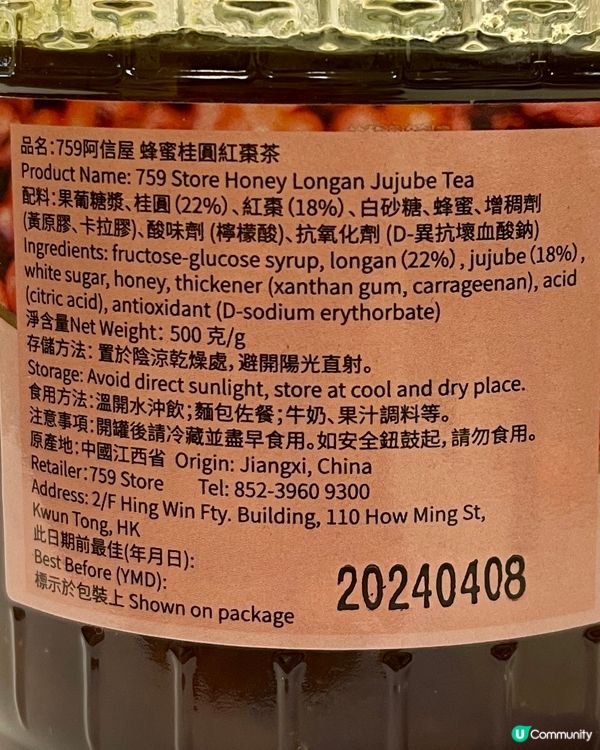 品名:759阿信屋 蜂蜜桂圓紅棗茶
Product Name: 759 Store Honey Longan Jujube Tea
配料:果葡糖漿、桂圓(22%)、紅棗(18%)、白砂糖、蜂蜜、增稠劑
(黃原膠、卡拉膠)、酸味劑 (檸檬酸)、抗氧化劑 (D-異抗壞血酸鈉)
Ingredients: fructose-glucose syrup, longan (22%), jujube (18%),
white sugar, honey, thickener (xanthan gum, carrageenan), acid
(citric acid), antioxidant (D-sodium erythorbate)
淨含量Net Weight: 500 克/g
存儲方法: 置於陰涼乾燥處, 避開陽光直射。
Storage: Avoid direct sunlight, store at cool and dry place.
食用方法:溫開水沖飲;麵包佐餐;牛奶、果汁調料等。
注意事項:開罐後請冷藏並盡早食用。如安全鈕鼓起, 請勿食用。
原產地:中國江西省 Origin: Jiangxi, China
Retailer:759 Store Tel: 852-3960 9300
Address: 2/F Hing Win Fty. Building, 110 How Ming St,
Kwun Tong, HK
此日期前最佳(年月日):
Best Before (YMD):
標示於包裝上 Shown on package
20240408
U Community